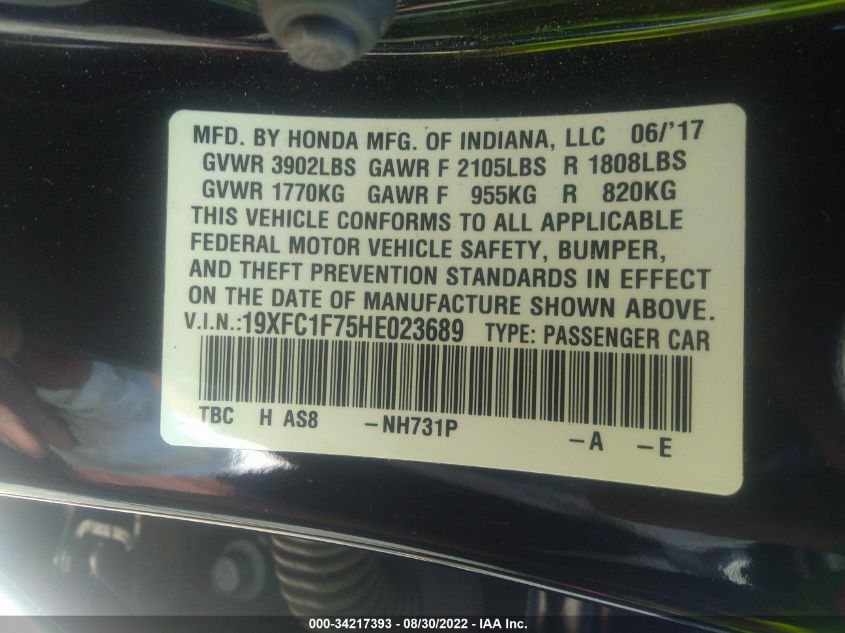 MFD. BY HONDA MFG. OF INDIANA, LLC 06/'17
GVWR 3902LBS GAWR F 2105LBS R 1808LBS
GVWR 1770KG GAWR F 955KG R 820KG
THIS VEHICLE CONFORMS TO ALL APPLICABLE
FEDERAL MOTOR VEHICLE SAFETY, BUMPER,
AND THEFT PREVENTION STANDARDS IN EFFECT
ON THE DATE OF MANUFACTURE SHOWN ABOVE.
V.I.N.:19XFC1F75HE023689 TYPE: PASSENGER CAR
TBC H AS8 -NH731P -A -E
000-34217393 - 08/30/2022 - IAA Inc.